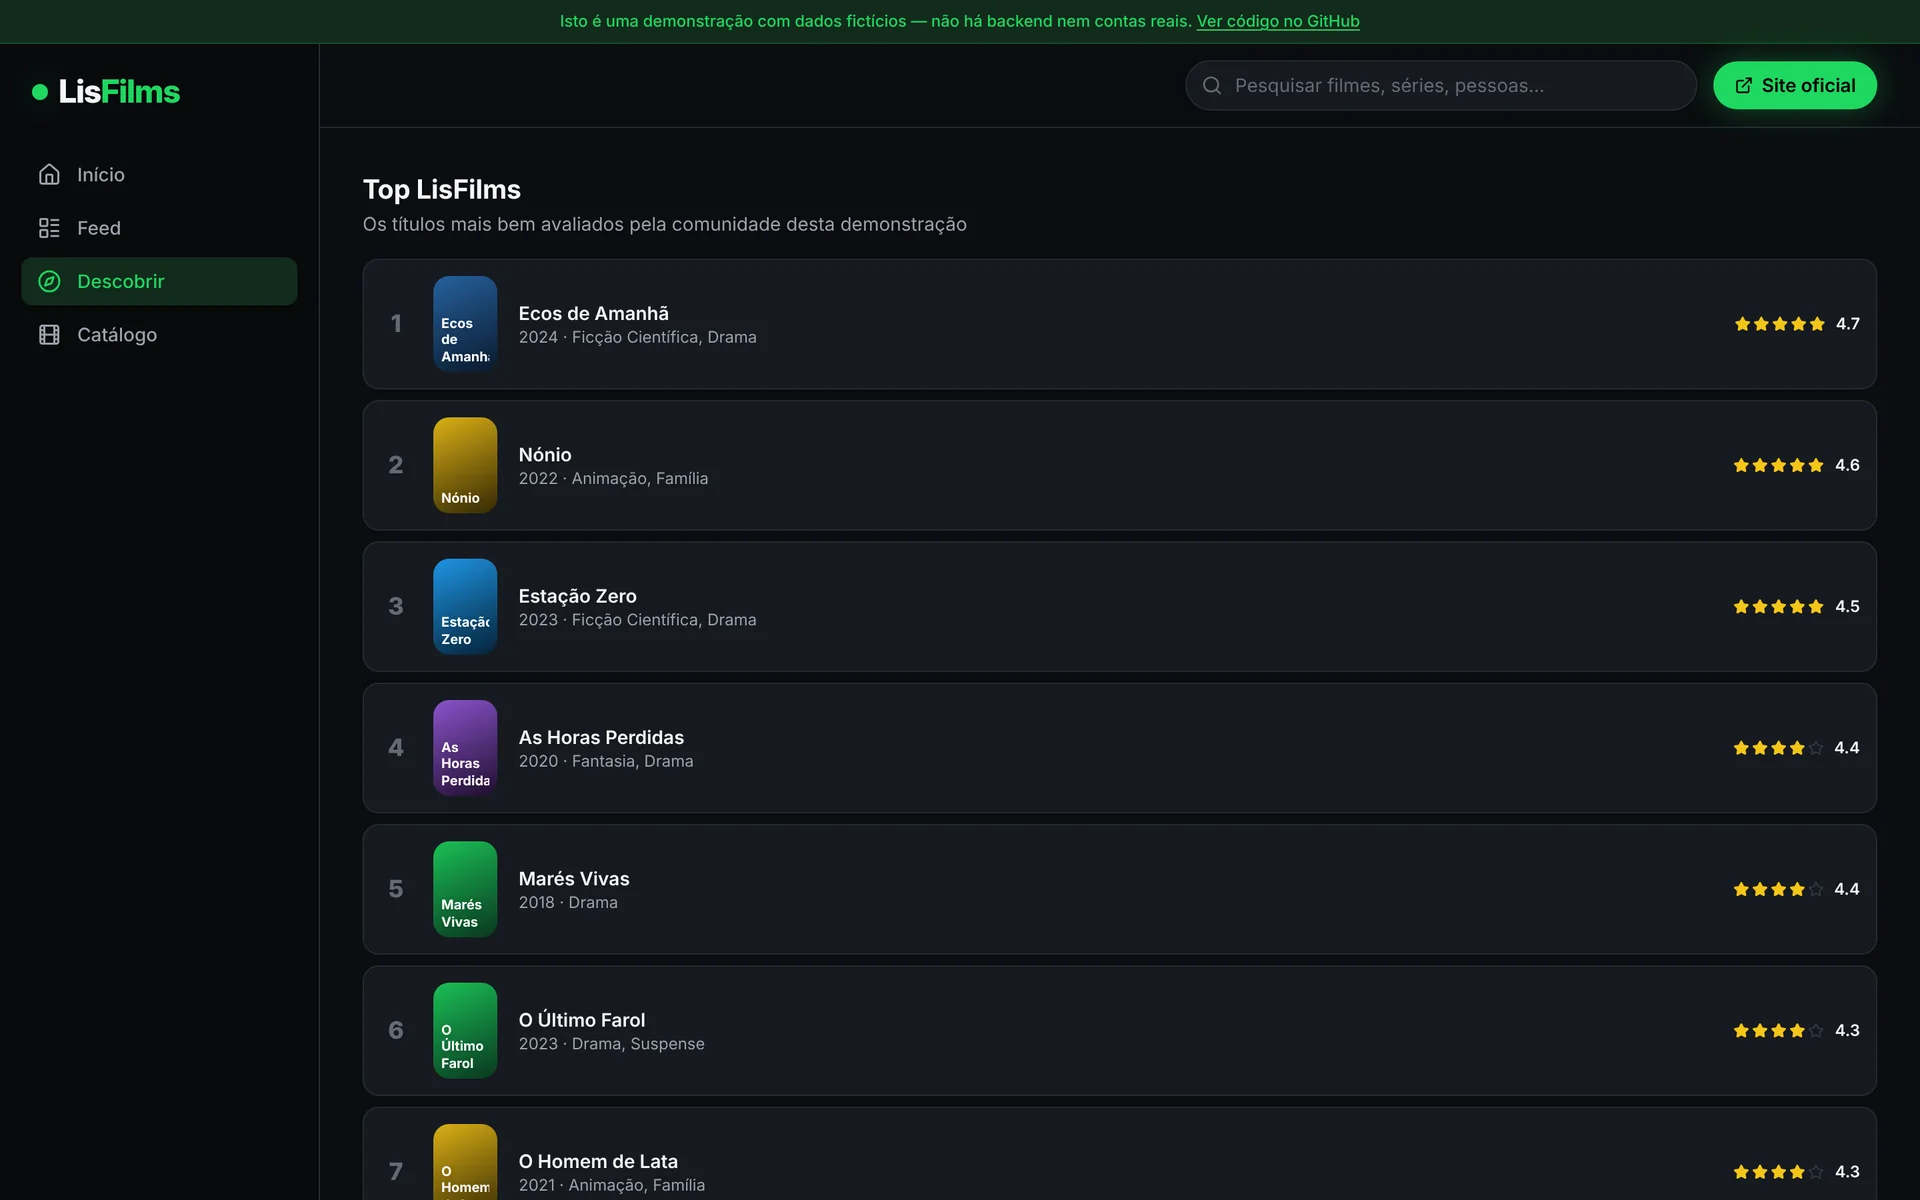 Isto é uma demonstração com dados fictícios — não há backend nem contas reais. Ver código no GitHub
LisFilms
Pesquisar filmes, séries, pessoas...
Site oficial
Início
Feed
Descobrir
Catálogo
Top LisFilms
Os títulos mais bem avaliados pela comunidade desta demonstração
1
Ecos
de
Amanhã
Ecos de Amanhã
2024 · Ficção Científica, Drama
4.7
2
Nónio
Nónio
2022 · Animação, Família
4.6
3
Estação
Zero
Estação Zero
2023 · Ficção Científica, Drama
4.5
4
As
Horas
Perdida
As Horas Perdidas
2020 · Fantasia, Drama
4.4
5
Marés
Vivas
Marés Vivas
2018 · Drama
4.4
6
O
Último
Farol
O Último Farol
2023 · Drama, Suspense
4.3
7
O
Homem
O Homem de Lata
2021 · Animação, Família
4.3